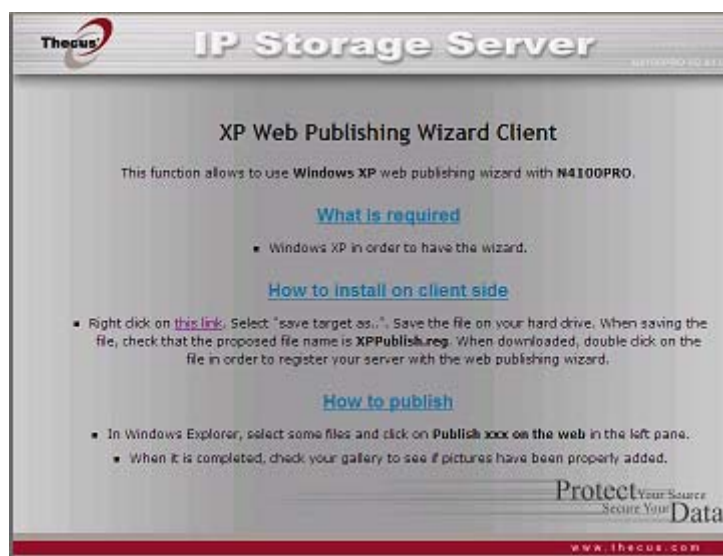 Thecus
IP Storage Server
XP Web Publishing Wizard Client
This function allows to use Windows XP web publishing wizard with N4100PRO.
What is required
Windows XP in order to have the wizard.
How to install on client side
Right click on this link. Select "save target as..". Save the file on your hard drive. When saving the
file, check that the proposed file name is XPPublish.reg. When downloaded, double click on the
file in order to register your server with the web publishing wizard.
How to publish
In Windows Explorer, select some files and click on Publish xxx on the web in the left pane.
When it is completed, check your gallery to see if pictures have been properly added.
Protect Your Source
Secure Your Data
www.thecus.com